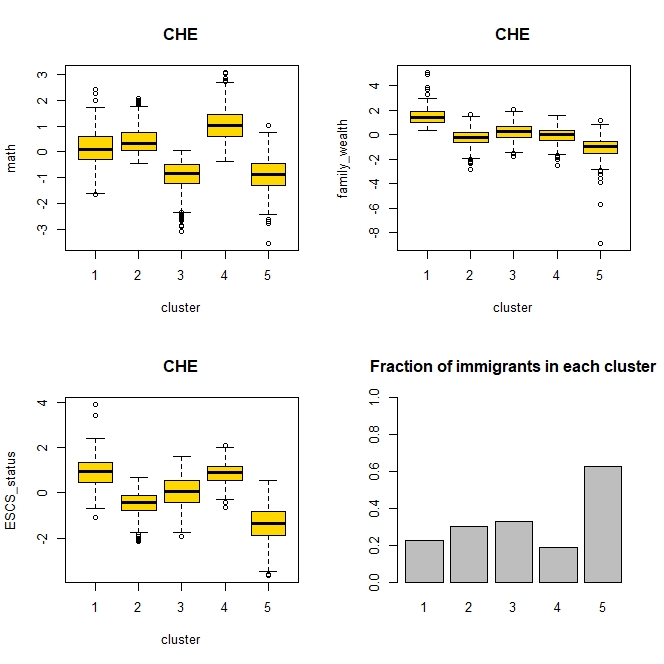 CHE
math
3
2
1
0
-1
-2
-3
1 2 3 4 5
cluster
CHE
family_wealth
4
2
0
-2
-4
-6
-8
1 2 3 4 5
cluster
CHE
ESCS_status
4
2
0
-2
1 2 3 4 5
cluster
Fraction of immigrants in each cluster
1.0
0.8
0.6
0.4
0.2
0.0
1 2 3 4 5